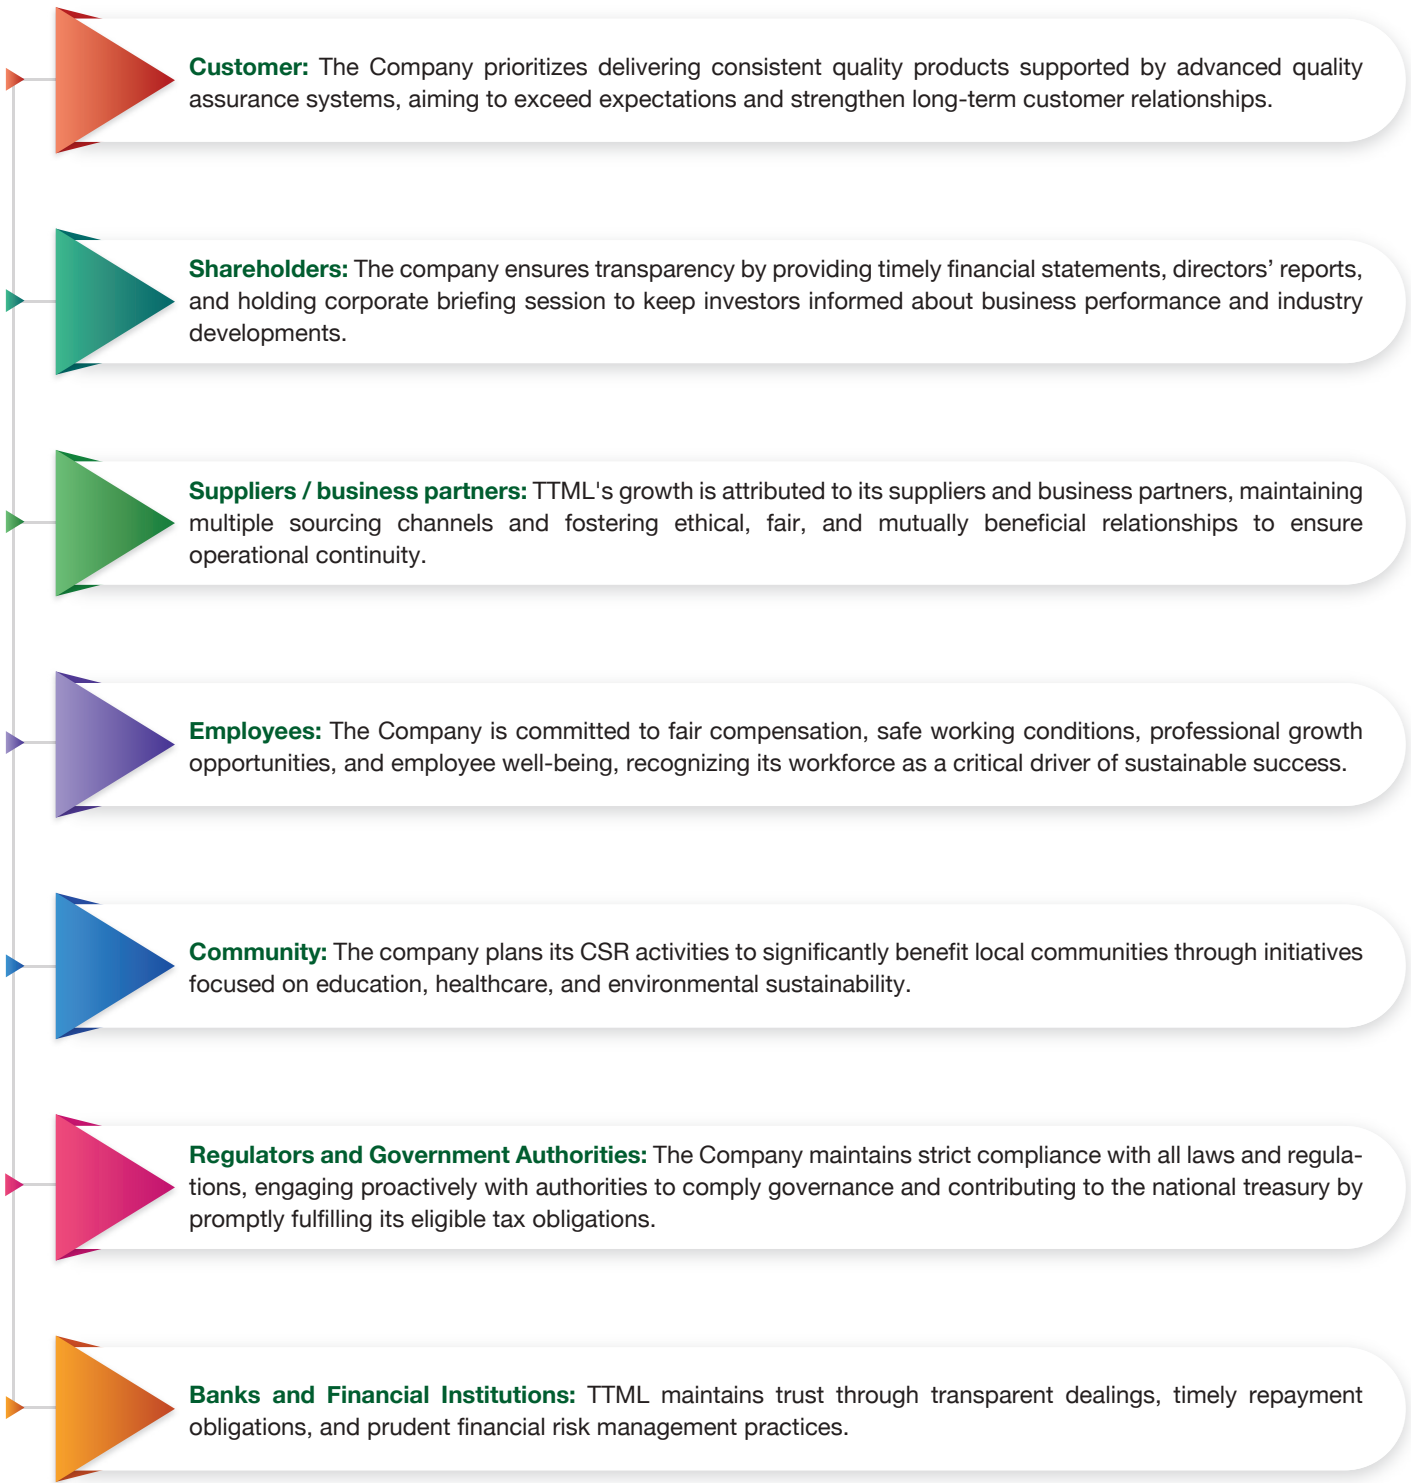 Customer: The Company prioritizes delivering consistent quality products supported by advanced quality
assurance systems, aiming to exceed expectations and strengthen long-term customer relationships.
Shareholders: The company ensures transparency by providing timely financial statements, directors’ reports,
and holding corporate briefing session to keep investors informed about business performance and industry
developments.
Suppliers / business partners: TTML's growth is attributed to its suppliers and business partners, maintaining
multiple sourcing channels and fostering ethical, fair, and mutually beneficial relationships to ensure
operational continuity.
Employees: The Company is committed to fair compensation, safe working conditions, professional growth
opportunities, and employee well-being, recognizing its workforce as a critical driver of sustainable success.
Community: The company plans its CSR activities to significantly benefit local communities through initiatives
focused on education, healthcare, and environmental sustainability.
Regulators and Government Authorities: The Company maintains strict compliance with all laws and regula-
tions, engaging proactively with authorities to comply governance and contributing to the national treasury by
promptly fulfilling its eligible tax obligations.
Banks and Financial Institutions: TTML maintains trust through transparent dealings, timely repayment
obligations, and prudent financial risk management practices.